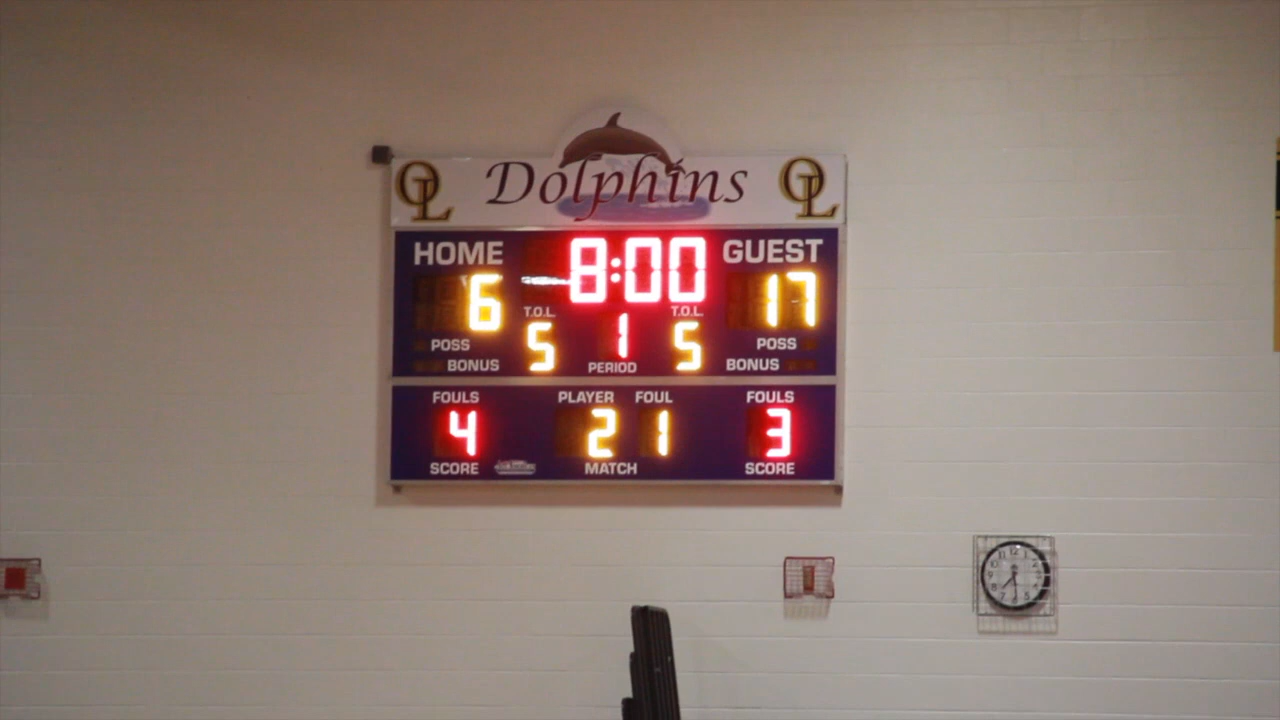 OL Dolphins OL
HOME 8:00 GUEST
6 17
T.O.L. T.O.L.
5 1 5
POSS POSS
BONUS PERIOD BONUS
FOULS PLAYER FOUL FOULS
4 2 1 3
SCORE MATCH SCORE